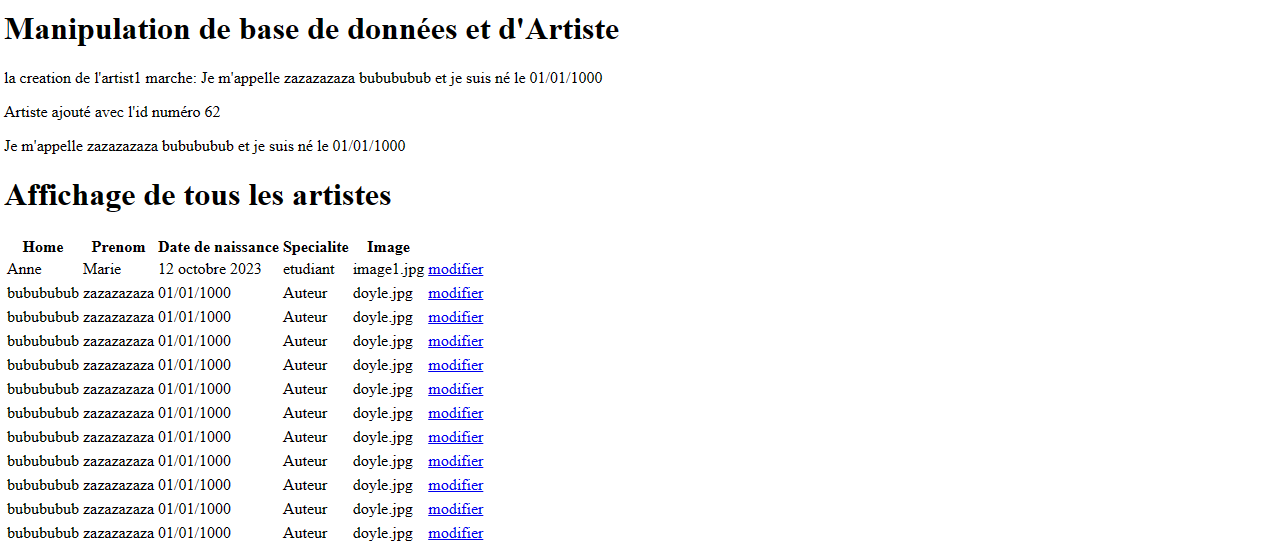 Manipulation de base de données et d'Artiste
la creation de l'artist1 marche: Je m'appelle zazazazaza bubububub et je suis né le 01/01/1000
Artiste ajouté avec l'id numéro 62
Je m'appelle zazazazaza bubububub et je suis né le 01/01/1000
Affichage de tous les artistes
Home Prenom Date de naissance Specialite Image
Anne Marie 12 octobre 2023 etudiant image1.jpg modifier
bubububub zazazazaza 01/01/1000 Auteur doyle.jpg modifier
bubububub zazazazaza 01/01/1000 Auteur doyle.jpg modifier
bubububub zazazazaza 01/01/1000 Auteur doyle.jpg modifier
bubububub zazazazaza 01/01/1000 Auteur doyle.jpg modifier
bubububub zazazazaza 01/01/1000 Auteur doyle.jpg modifier
bubububub zazazazaza 01/01/1000 Auteur doyle.jpg modifier
bubububub zazazazaza 01/01/1000 Auteur doyle.jpg modifier
bubububub zazazazaza 01/01/1000 Auteur doyle.jpg modifier
bubububub zazazazaza 01/01/1000 Auteur doyle.jpg modifier
bubububub zazazazaza 01/01/1000 Auteur doyle.jpg modifier
bubububub zazazazaza 01/01/1000 Auteur doyle.jpg modifier